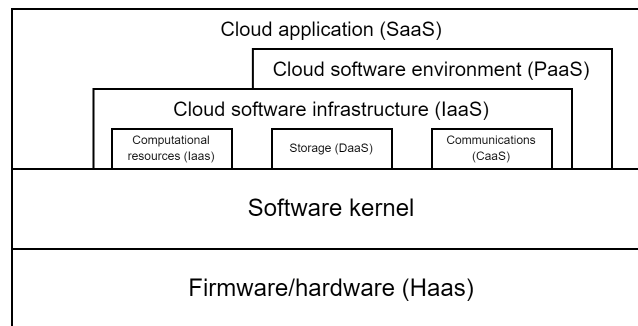 Cloud application (SaaS)
Cloud software environment (PaaS)
Cloud software infrastructure (IaaS)
Computational
resources (Iaas)
Storage (DaaS)
Communications
(CaaS)
Software kernel
Firmware/hardware (Haas)